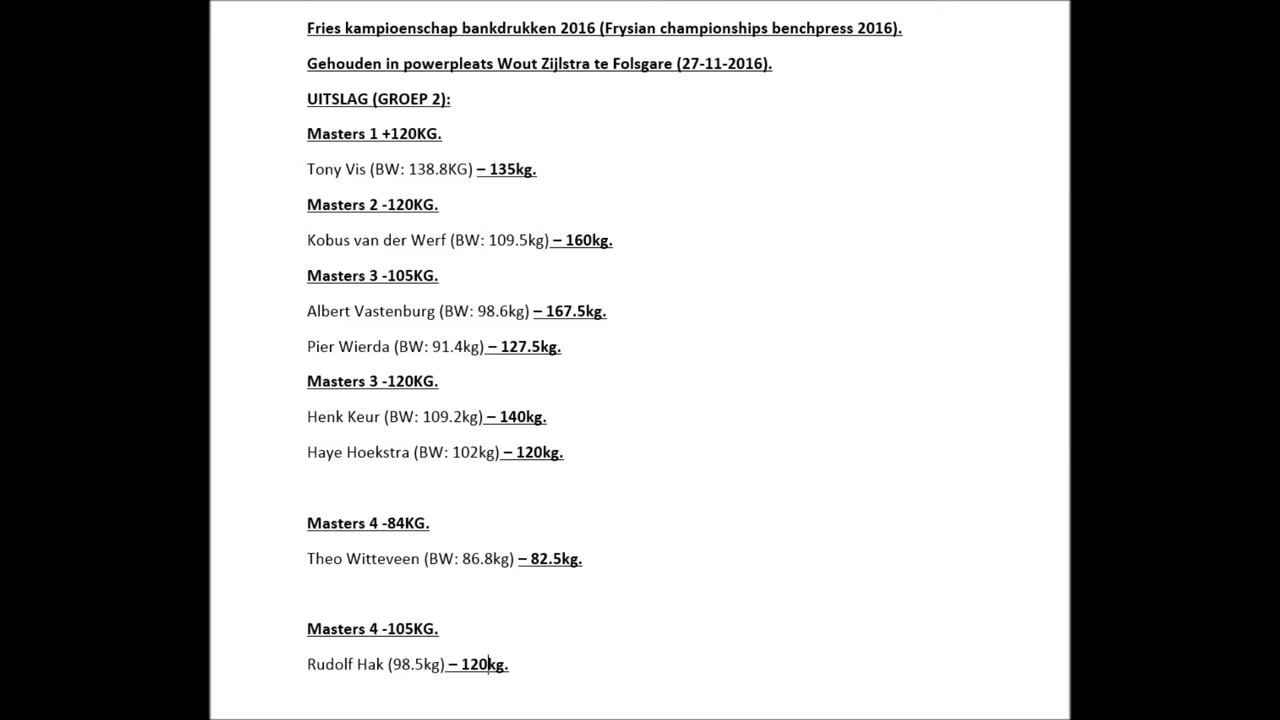 Fries kampioenschap bankdrukken 2016 (Frysian championships benchpress 2016).
Gehouden in powerpleats Wout Zijlstra te Folsgare (27-11-2016).
UITSLAG (GROEP 2):
Masters 1 +120KG.
Tony Vis (BW: 138.8KG) – 135kg.
Masters 2 -120KG.
Kobus van der Werf (BW: 109.5kg) – 160kg.
Masters 3 -105KG.
Albert Vastenburg (BW: 98.6kg) – 167.5kg.
Pier Wierda (BW: 91.4kg) – 127.5kg.
Masters 3 -120KG.
Henk Keur (BW: 109.2kg) – 140kg.
Haye Hoekstra (BW: 102kg) – 120kg.
Masters 4 -84KG.
Theo Witteveen (BW: 86.8kg) – 82.5kg.
Masters 4 -105KG.
Rudolf Hak (98.5kg) – 120kg.